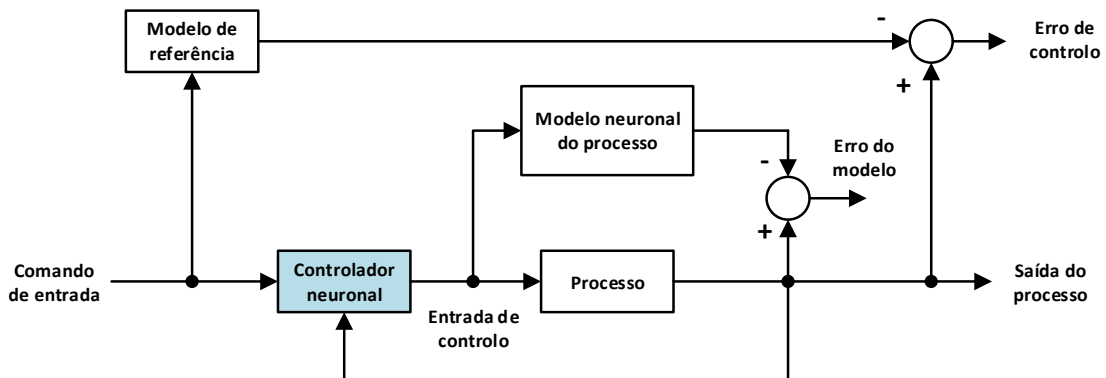 Modelo de
referência
-
+
Erro de
controlo
Modelo neuronal
do processo
-
+
Erro do
modelo
Comando
de entrada
Controlador
neuronal
Entrada de
controlo
Processo
Saída do
processo